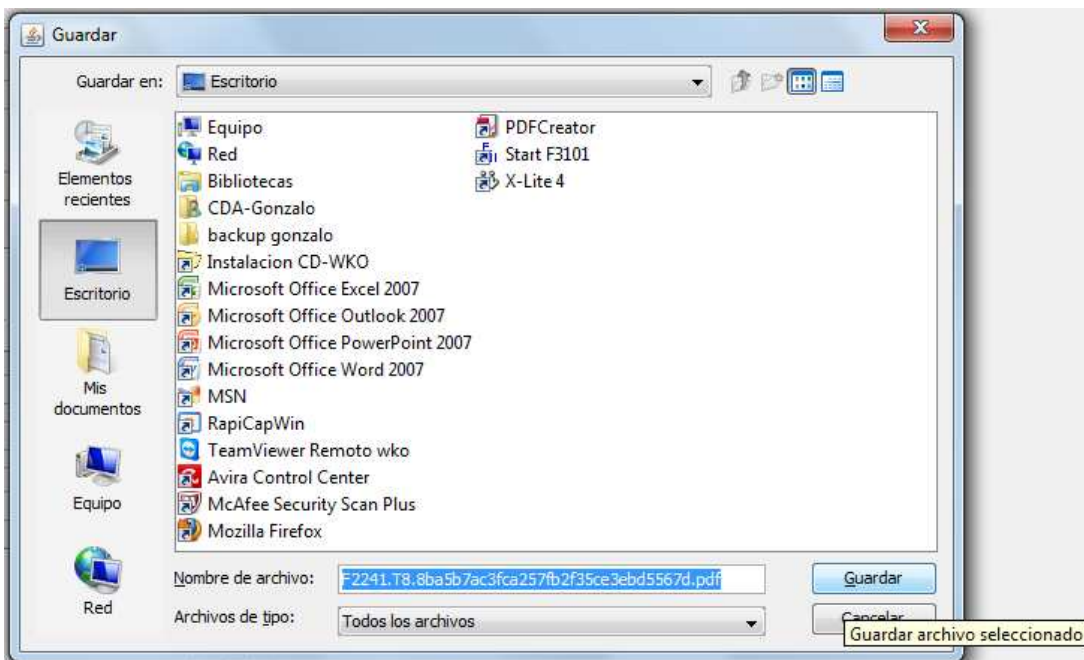 Guardar
Guardar en:
Escritorio
Elementos
recientes
Escritorio
Mis
documentos
Equipo
Red
Equipo
Red
Bibliotecas
CDA-Gonzalo
backup gonzalo
Instalacion CD-WKO
Microsoft Office Excel 2007
Microsoft Office Outlook 2007
Microsoft Office PowerPoint 2007
Microsoft Office Word 2007
MSN
RapiCapWin
TeamViewer Remoto wko
Avira Control Center
McAfee Security Scan Plus
Mozilla Firefox
PDFCreator
Start F3101
X-Lite 4
Nombre de archivo:
F2241.T8.8ba5b7ac3fca257fb2f35ce3ebd5567d.pdf
Guardar
Archivos de tipo:
Todos los archivos
Cancelar
Guardar archivo seleccionado